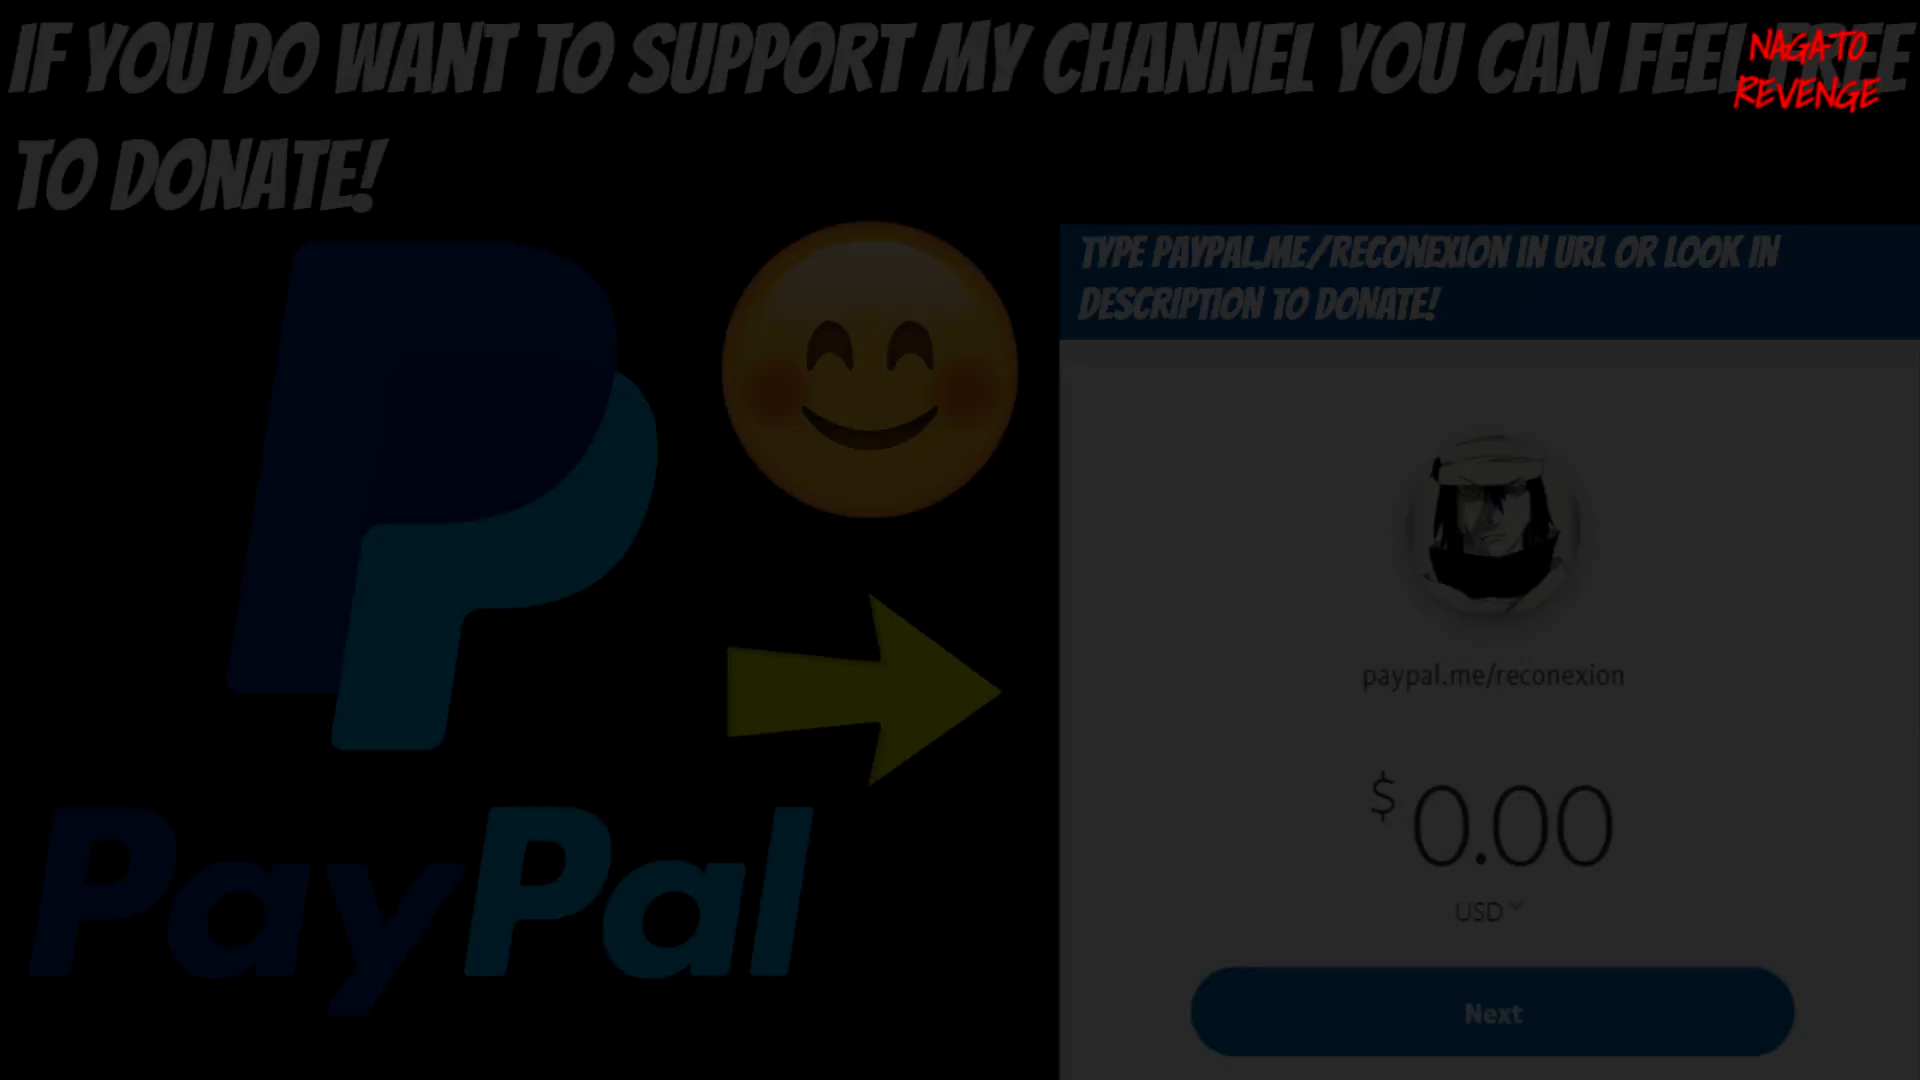 IF YOU DO WANT TO SUPPORT MY CHANNEL YOU CAN FEEL FREE
TO DONATE!
NAGATO
REVENGE
TYPE PAYPAL.ME/RECONEXION IN URL OR LOOK IN
DESCRIPTION TO DONATE!
paypal.me/reconexion
$ 0.00
USD
Next
PayPal